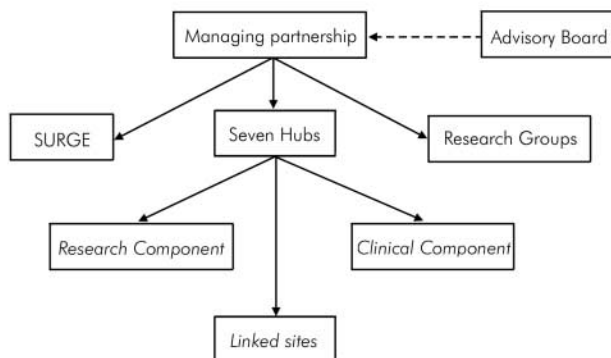 Managing partnership
Advisory Board
SURGE
Seven Hubs
Research Groups
Research Component
Clinical Component
Linked sites